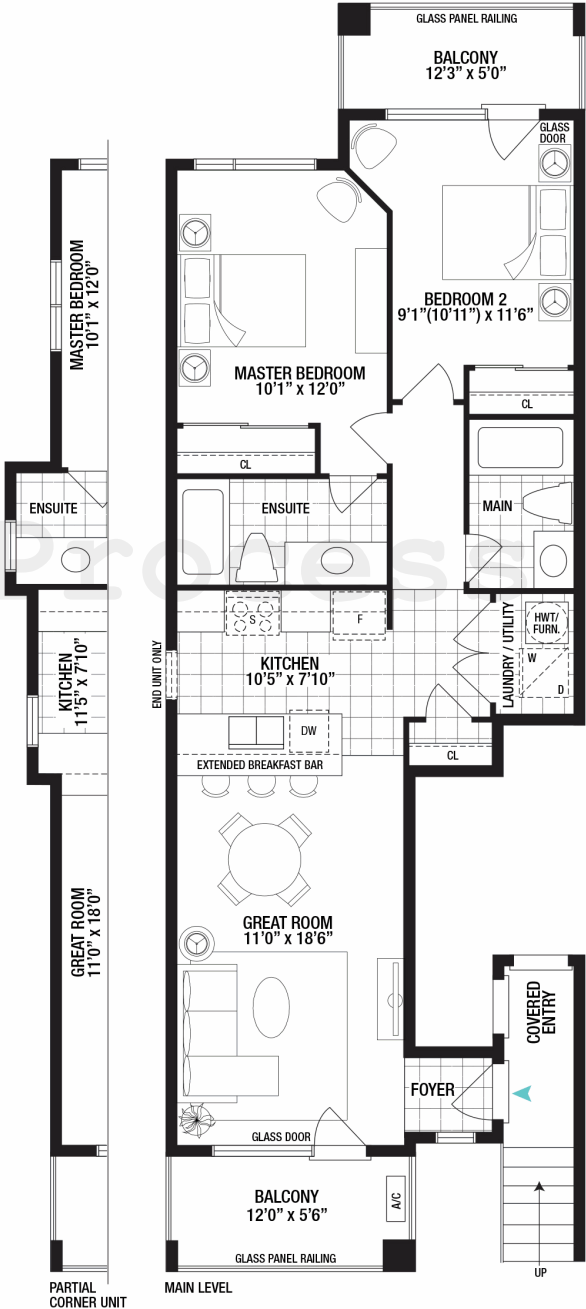 GLASS PANEL RAILING
BALCONY
12'3" x 5'0"
GLASS
DOOR
BEDROOM 2
9'1"(10'11") x 11'6"
MASTER BEDROOM
10'1" x 12'0"
MASTER BEDROOM
10'1" x 12'0"
CL
CL
ENSUITE
ENSUITE
MAIN
Process
S
F
LAUNDRY / UTILITY
HWT/
FURN.
W
D
KITCHEN
11'5" x 7'10"
END UNIT ONLY
KITCHEN
10'5" x 7'10"
DW
EXTENDED BREAKFAST BAR
CL
GREAT ROOM
11'0" x 18'0"
GREAT ROOM
11'0" x 18'6"
COVERED
ENTRY
FOYER
GLASS DOOR
BALCONY
12'0" x 5'6"
A/C
GLASS PANEL RAILING
UP
PARTIAL
CORNER UNIT
MAIN LEVEL